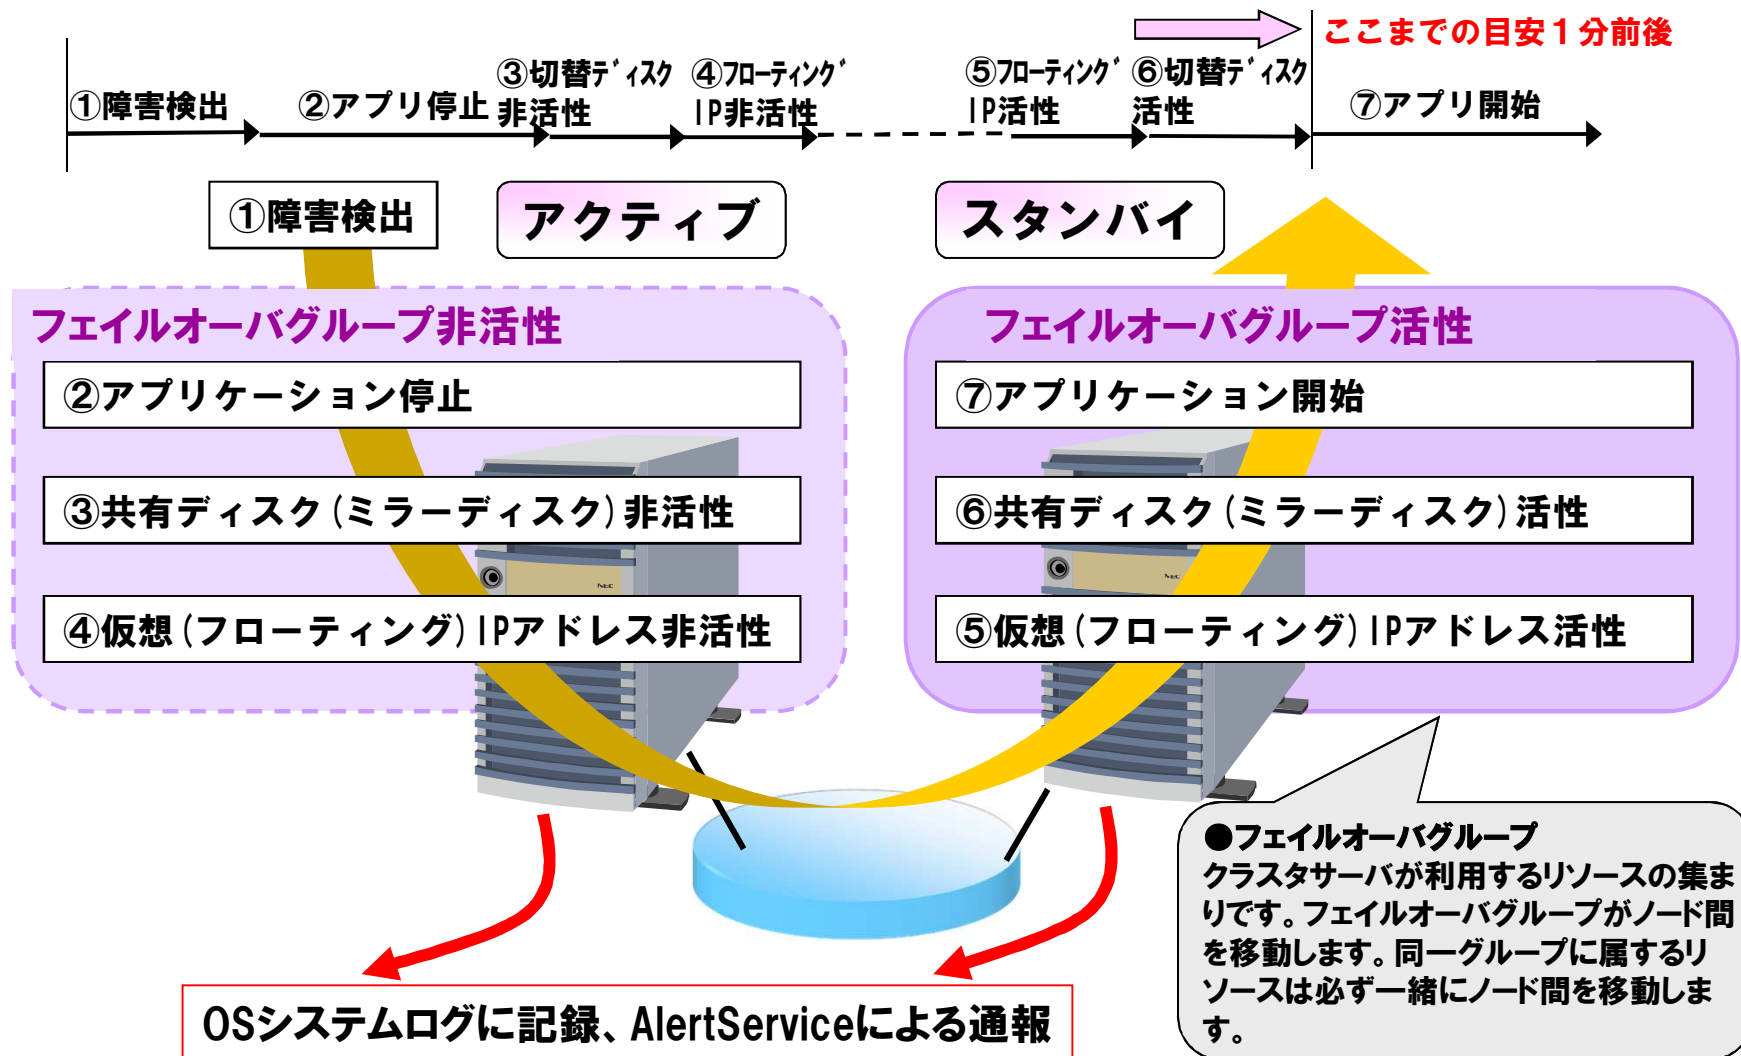 ここまでの目安１分前後
①障害検出
②アプリ停止
③切替ディスク
非活性
④フローティング
IP非活性
⑤フローティング
IP活性
⑥切替ディスク
活性
⑦アプリ開始
①障害検出
アクティブ
スタンバイ
フェイルオーバグループ非活性
②アプリケーション停止
③共有ディスク(ミラーディスク)非活性
④仮想(フローティング)IPアドレス非活性
フェイルオーバグループ活性
⑦アプリケーション開始
⑥共有ディスク(ミラーディスク)活性
⑤仮想(フローティング)IPアドレス活性
NEC
NEC
●フェイルオーバグループ
クラスタサーバが利用するリソースの集ま
りです。フェイルオーバグループがノード間
を移動します。同一グループに属するリ
ソースは必ず一緒にノード間を移動しま
す。
OSシステムログに記録、AlertServiceによる通報